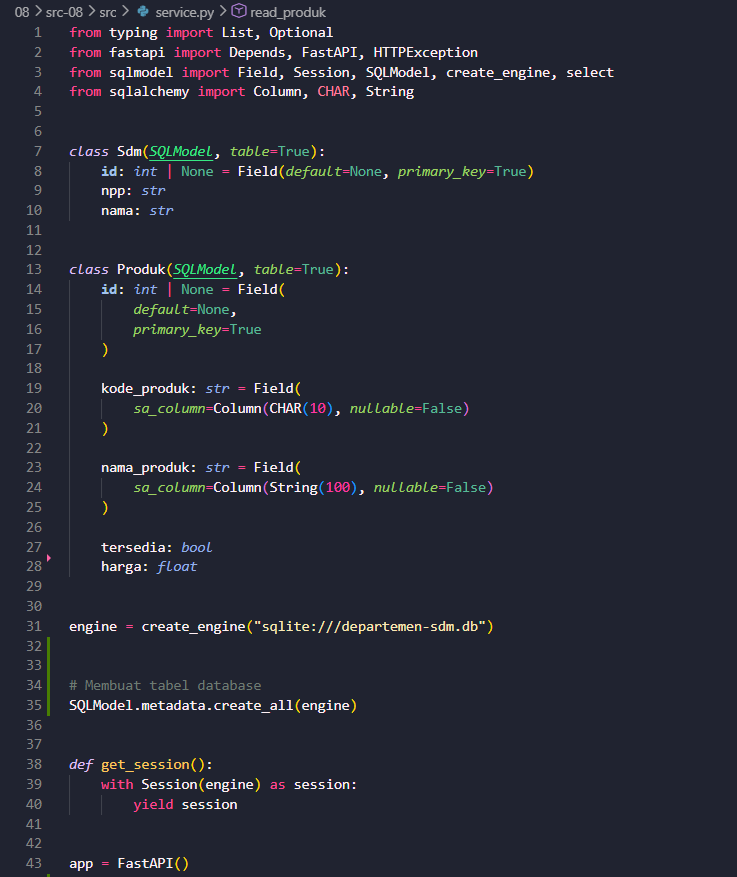 08 > src-08 > src > service.py > read_produk
1 from typing import List, Optional
2 from fastapi import Depends, FastAPI, HTTPException
3 from sqlmodel import Field, Session, SQLModel, create_engine, select
4 from sqlalchemy import Column, CHAR, String
5
6
7 class Sdm(SQLModel, table=True):
8     id: int | None = Field(default=None, primary_key=True)
9     npp: str
10     nama: str
11
12
13 class Produk(SQLModel, table=True):
14     id: int | None = Field(
15         default=None,
16         primary_key=True
17     )
18
19     kode_produk: str = Field(
20         sa_column=Column(CHAR(10), nullable=False)
21     )
22
23     nama_produk: str = Field(
24         sa_column=Column(String(100), nullable=False)
25     )
26
27     tersedia: bool
28     harga: float
29
30
31 engine = create_engine("sqlite:///departemen-sdm.db")
32
33
34 # Membuat tabel database
35 SQLModel.metadata.create_all(engine)
36
37
38 def get_session():
39     with Session(engine) as session:
40         yield session
41
42
43 app = FastAPI()